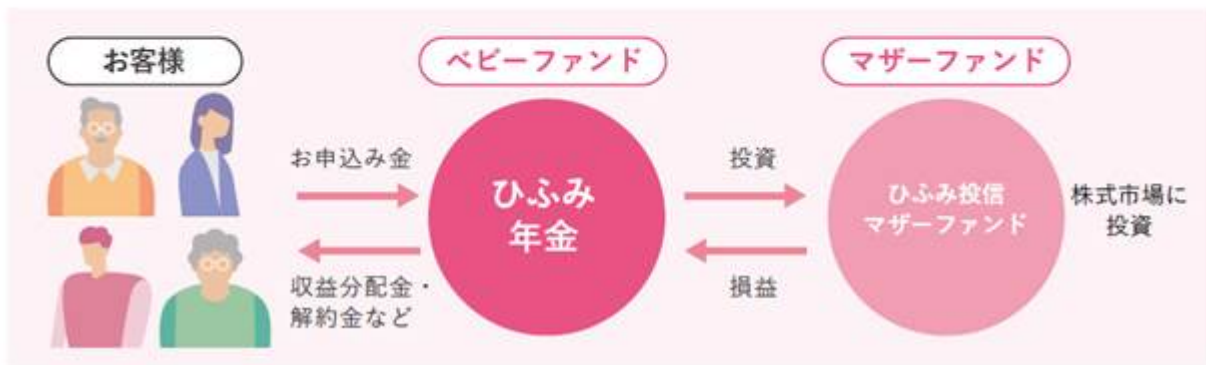 お客様
ベビーファンド
マザーファンド
お申込み金
収益分配金・
解約金など
ひふみ
年金
投資
損益
ひふみ投信
マザーファンド
株式市場に
投資